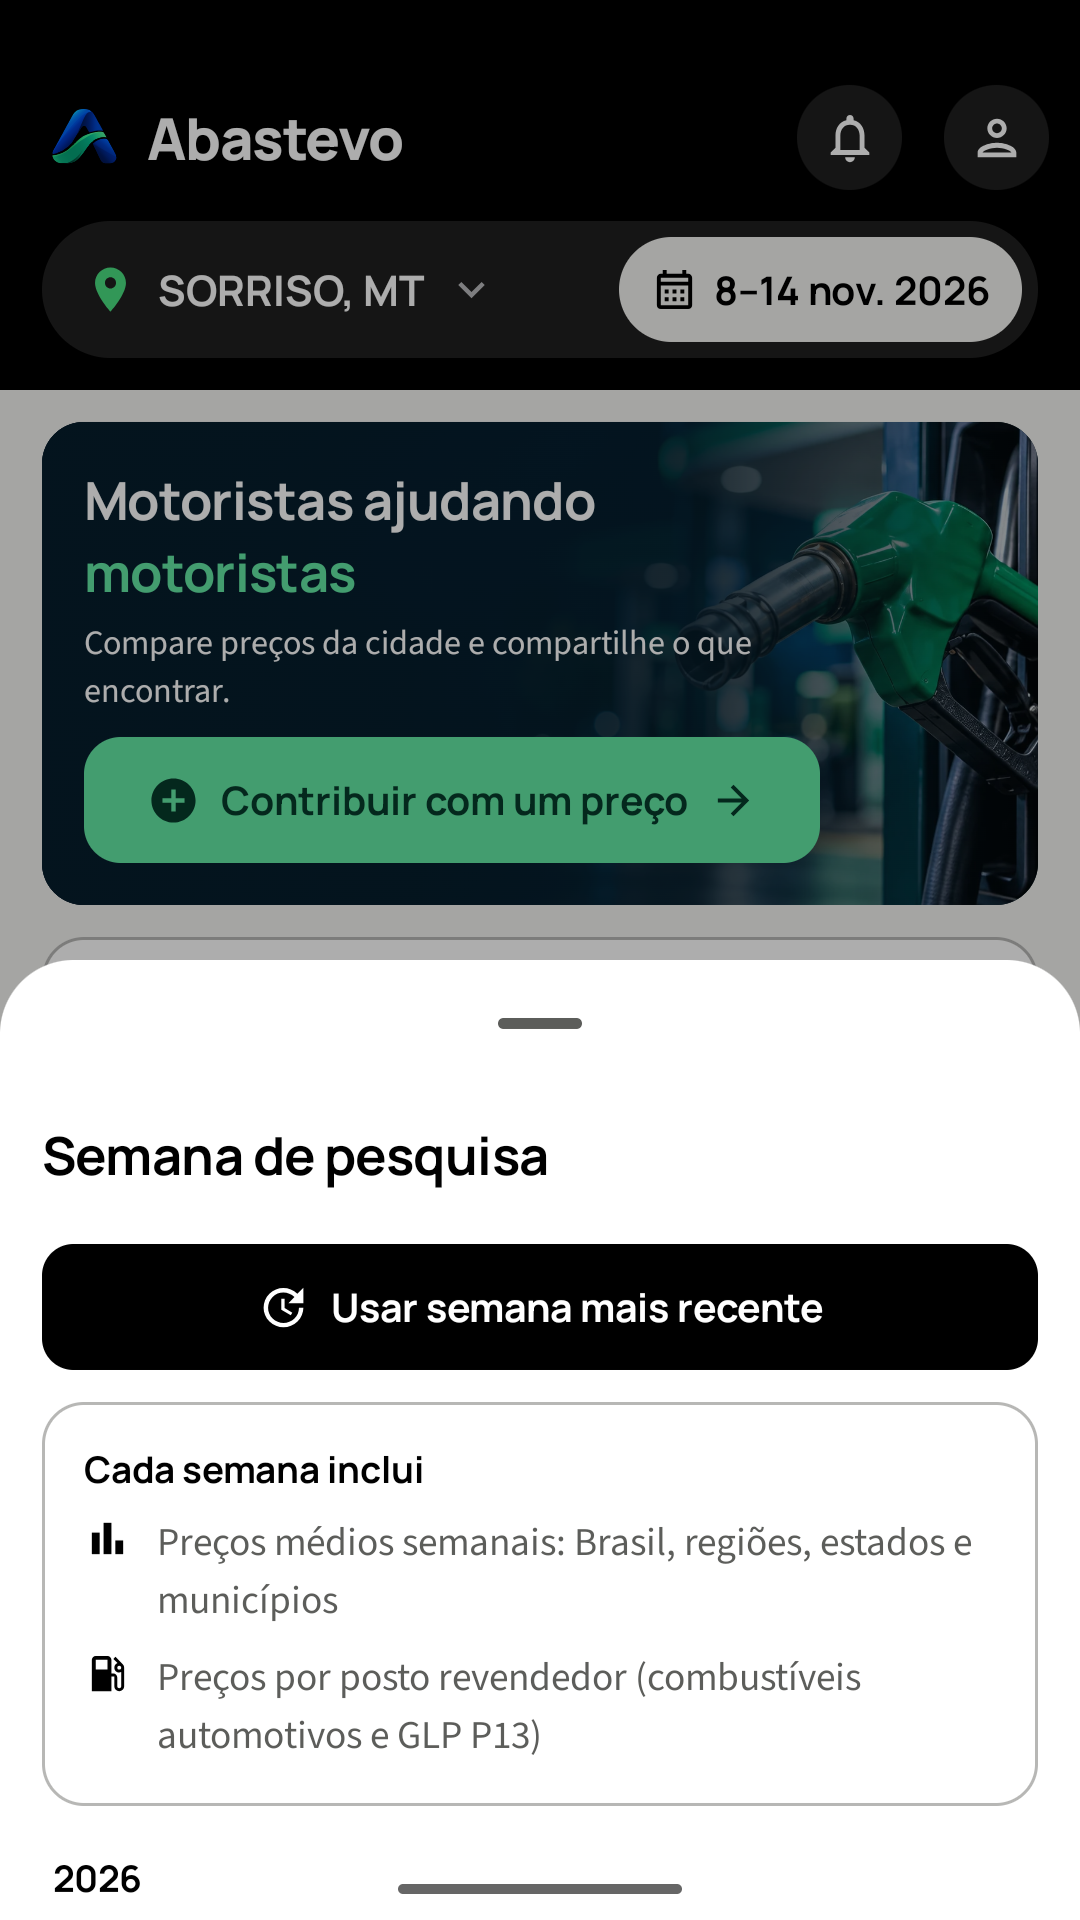 Abastevo
SORRISO, MT
8–14 nov. 2026
Motoristas ajudando
motoristas
Compare preços da cidade e compartilhe o que
encontrar.
Contribuir com um preço
Semana de pesquisa
Usar semana mais recente
Cada semana inclui
Preços médios semanais: Brasil, regiões, estados e
municípios
Preços por posto revendedor (combustíveis
automotivos e GLP P13)
2026